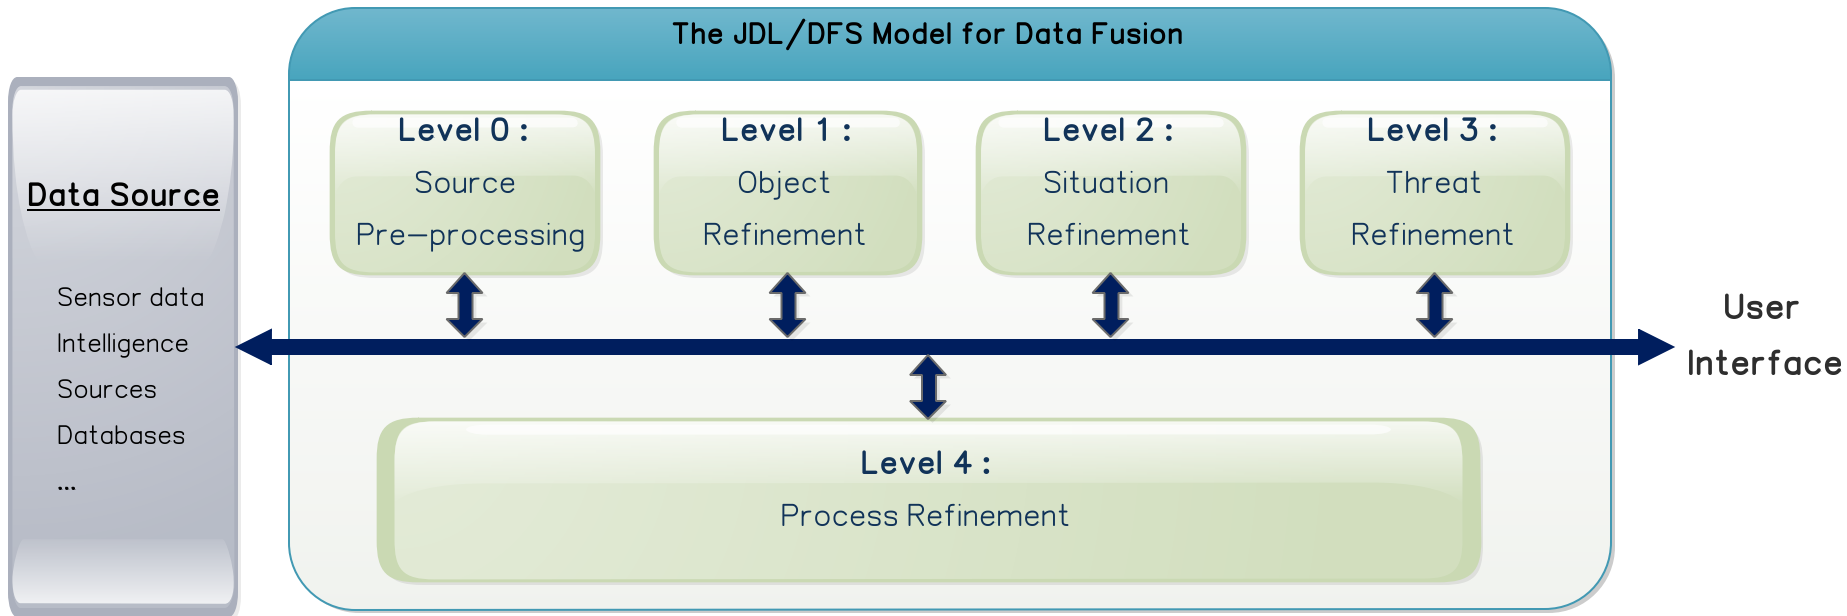 The JDL/DFS Model for Data Fusion
Data Source
Sensor data
Intelligence
Sources
Databases
...
Level 0 :
Source
Pre-processing
Level 1 :
Object
Refinement
Level 2 :
Situation
Refinement
Level 3 :
Threat
Refinement
Level 4 :
Process Refinement
User
Interface